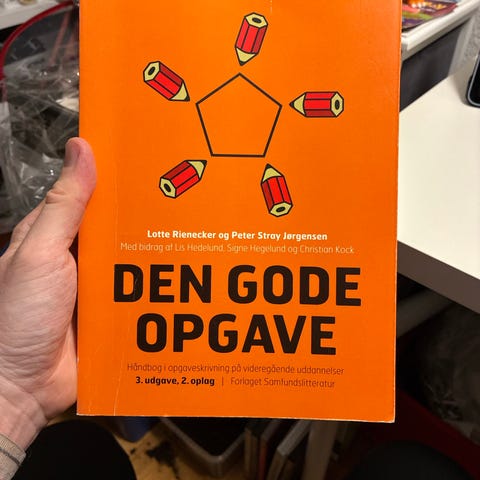 Lotte Rienecker og Peter Stray Jørgensen
Med bidrag af Lis Hedelund, Signe Hegelund og Christian Kock
DEN GODE
OPGAVE
Håndbog i opgaveskrivning på videregående uddannelser
3. udgave, 2. oplag | Forlaget Samfundslitteratur